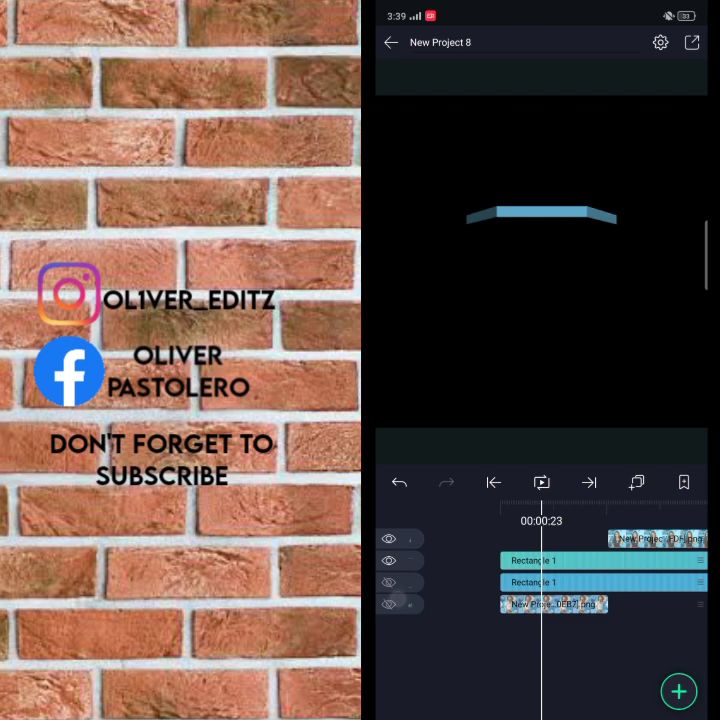 OL1VER_EDITZ
OLIVER
PASTOLERO
DON'T FORGET TO
SUBSCRIBE
3:39
33
New Project 8
00:00:23
Rectangle 1
Rectangle 1